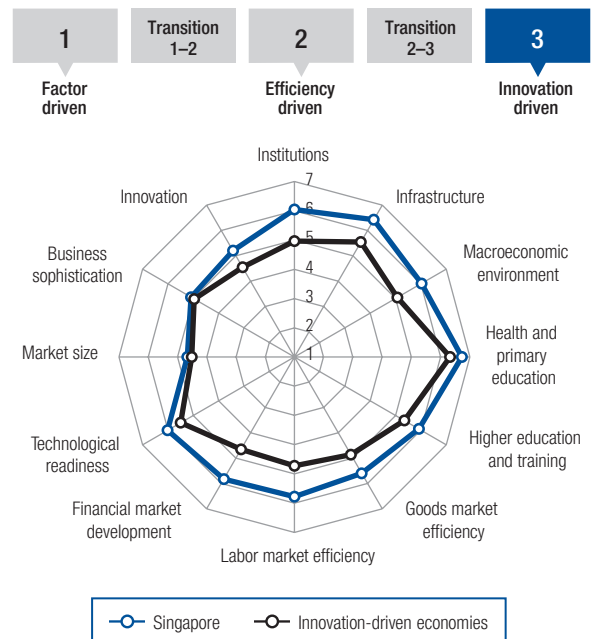 1
Transition
1–2
2
Transition
2–3
3
Factor
driven
Efficiency
driven
Innovation
driven
Institutions
7
Innovation
6
Infrastructure
5
Business
sophistication
4
Macroeconomic
environment
3
2
Market size
1
Health and
primary
education
Technological
readiness
Higher education
and training
Financial market
development
Goods market
efficiency
Labor market efficiency
Singapore
Innovation-driven economies